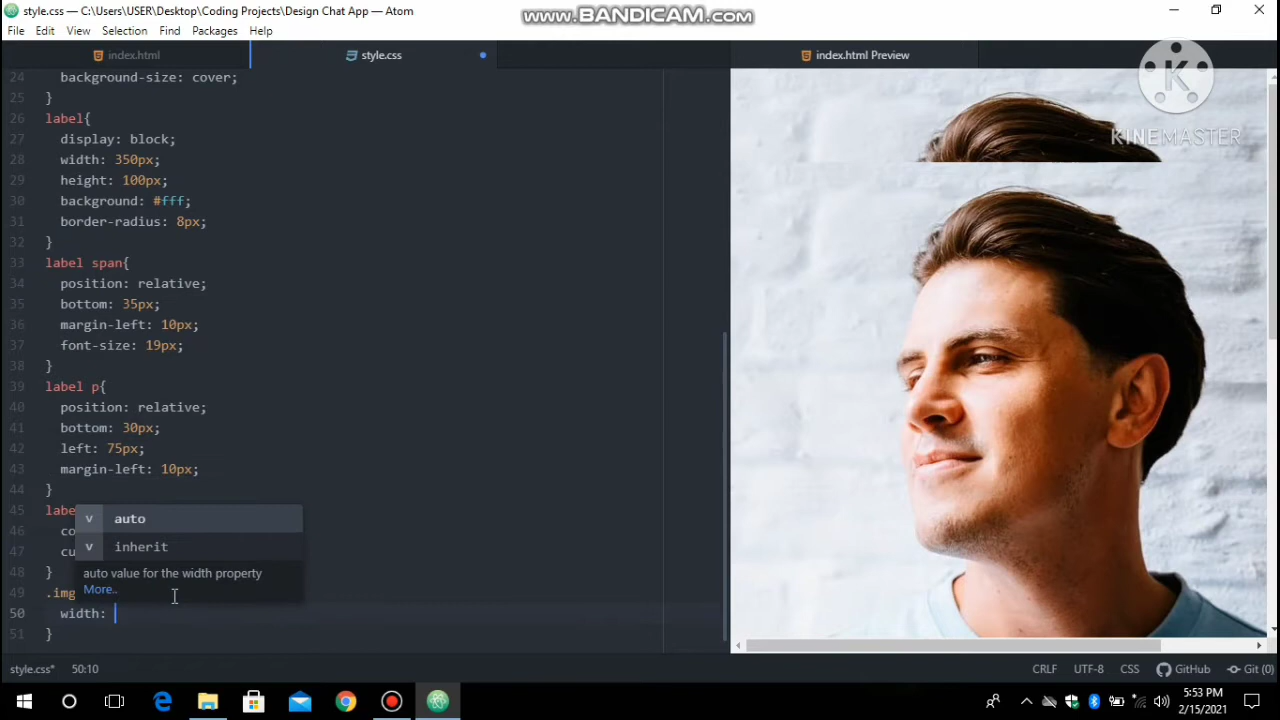 style.css — C:\Users\USER\Desktop\Coding Projects\Design Chat App — Atom
www.BANDICAM.com
File Edit View Selection Find Packages Help
index.html
style.css
index.html Preview
24 background-size: cover;
25 }
26 label{
27 display: block;
28 width: 350px;
29 height: 100px;
30 background: #fff;
31 border-radius: 8px;
32 }
33 label span{
34 position: relative;
35 bottom: 35px;
36 margin-left: 10px;
37 font-size: 19px;
38 }
39 label p{
40 position: relative;
41 bottom: 30px;
42 left: 75px;
43 margin-left: 10px;
44 }
45 labe
46 co
47 cu
48 }
49 .img
50 width:
51 }
v auto
v inherit
auto value for the width property
More..
K
KINEMASTER
style.css* 50:10
CRLF UTF-8 CSS GitHub Git (0)
5:53 PM
2/15/2021